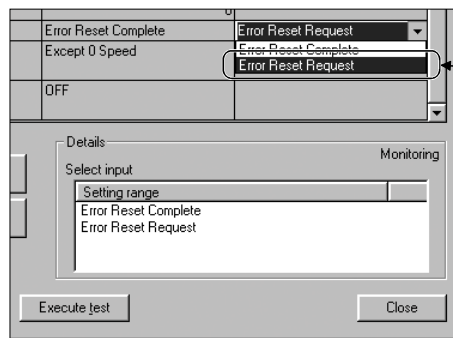 0
Error Reset Complete Error Reset Request
Except 0 Speed Error Reset Complete
Error Reset Request
OFF
Details
Monitoring
Select input
Setting range
Error Reset Complete
Error Reset Request
Execute test Close